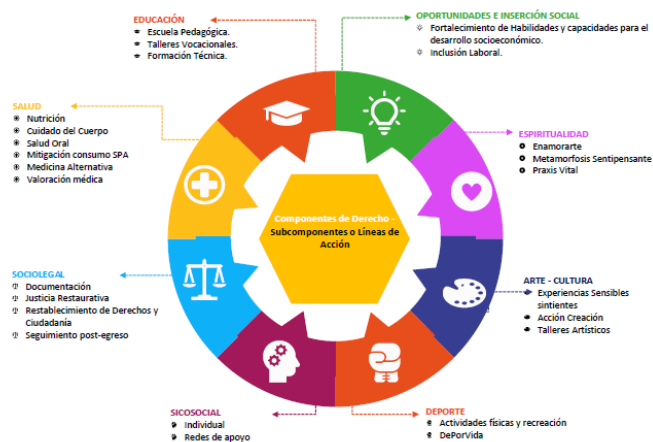 EDUCACIÓN
Escuela Pedagógica.
Talleres Vocacionales.
Formación Técnica.
OPORTUNIDADES E INSERCIÓN SOCIAL
Fortalecimiento de Habilidades y capacidades para el
desarrollo socioeconómico.
Inclusión Laboral.
SALUD
Nutrición
Cuidado del Cuerpo
Salud Oral
Mitigación consumo SPA
Medicina Alternativa
Valoración médica
ESPIRITUALIDAD
Enamorarte
Metamorfosis Sentipensante
Praxis Vital
Componentes de Derecho -
Subcomponentes o Líneas de
Acción
SOCIOLEGAL
Documentación
Justicia Restaurativa
Restablecimiento de Derechos y
Ciudadanía
Seguimiento post-egreso
ARTE - CULTURA
Experiencias Sensibles
sintientes
Acción Creación
Talleres Artísticos
SICOSOCIAL
Individual
Redes de apoyo
DEPORTE
Actividades físicas y recreación
DePorVida